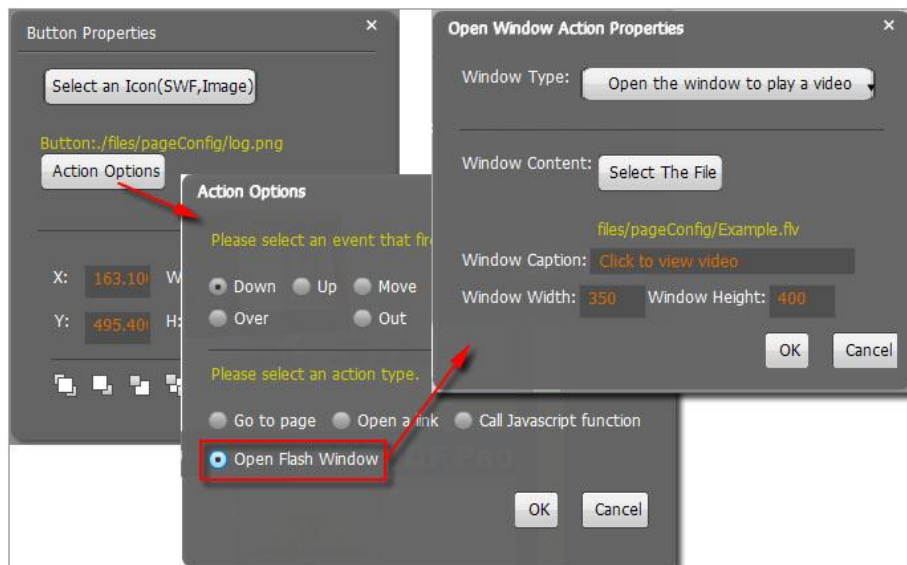 Button Properties
×
Select an Icon(SWF,Image)
Button:./files/pageConfig/log.png
Action Options
X: 163.10 W
Y: 495.40 H:
Action Options
Please select an event that fir
Down Up Move
Over Out
Please select an action type.
Go to page Open a link Call Javascript function
Open Flash Window
OK Cancel
Open Window Action Properties
×
Window Type: Open the window to play a video
Window Content: Select The File
files/pageConfig/Example.flv
Window Caption: Click to view video
Window Width: 350 Window Height: 400
OK Cancel